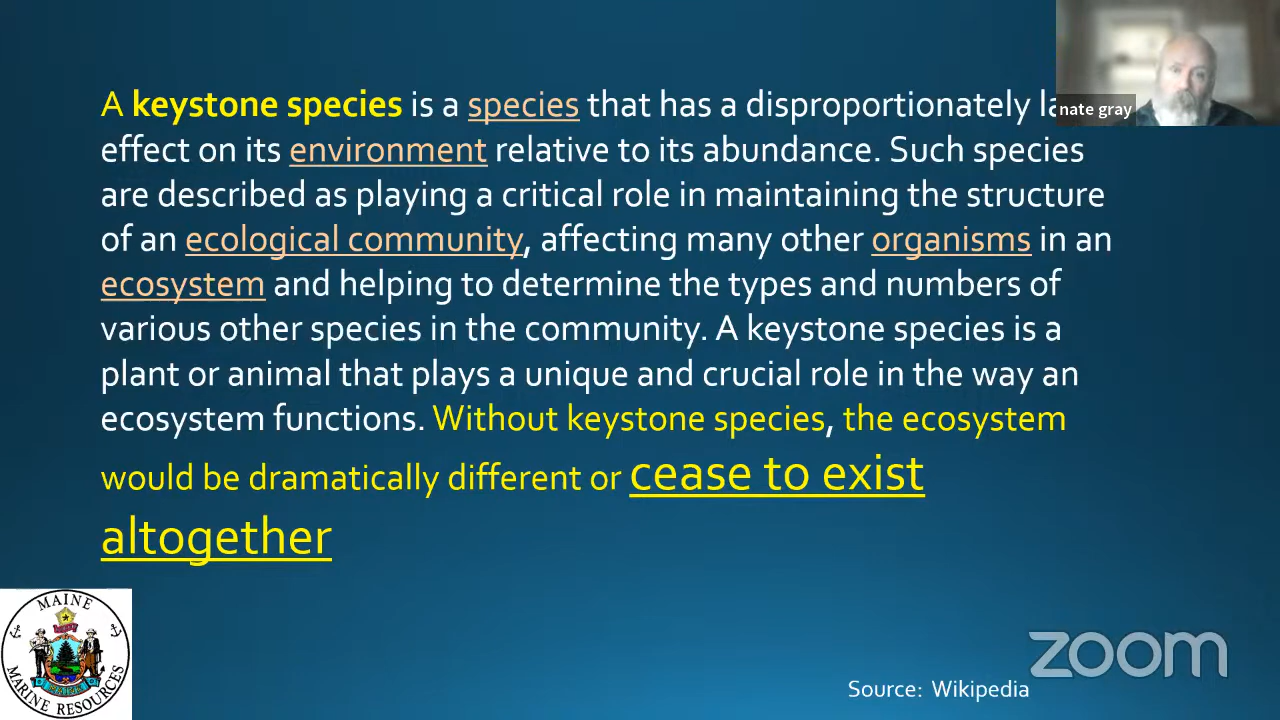 A keystone species is a species that has a disproportionately la
effect on its environment relative to its abundance. Such species
are described as playing a critical role in maintaining the structure
of an ecological community, affecting many other organisms in an
ecosystem and helping to determine the types and numbers of
various other species in the community. A keystone species is a
plant or animal that plays a unique and crucial role in the way an
ecosystem functions. Without keystone species, the ecosystem
would be dramatically different or cease to exist
altogether
nate gray
MAINE
MARINE RESOURCES
zoom
Source: Wikipedia